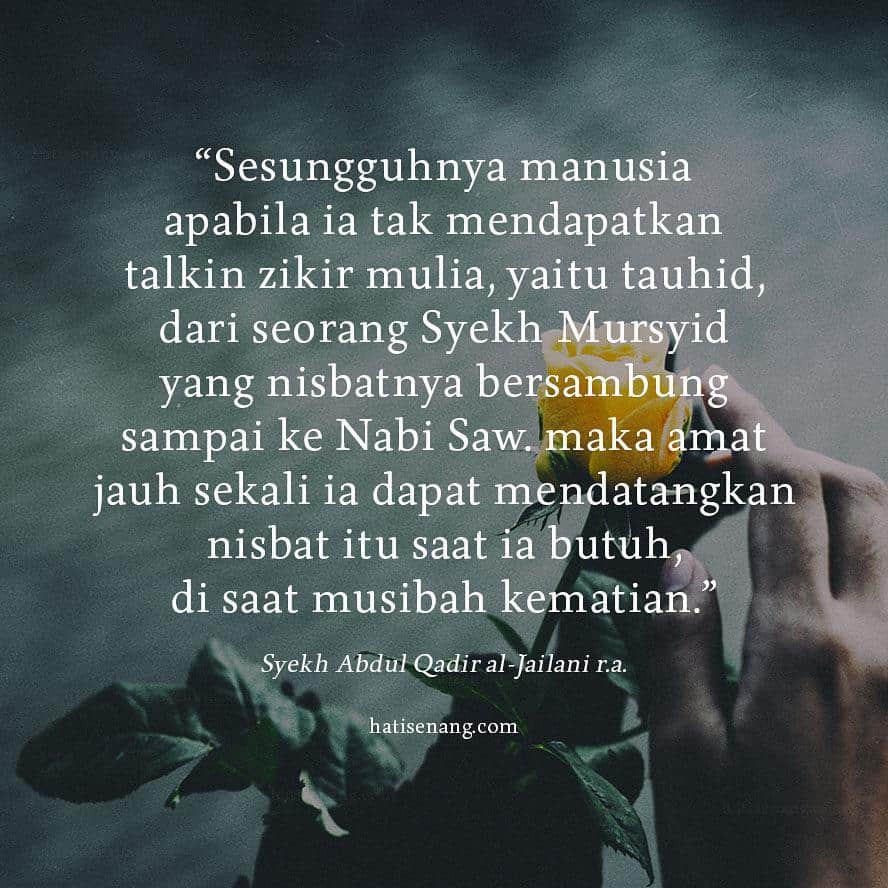 “Sesungguhnya manusia
apabila ia tak mendapatkan
talkin zikir mulia, yaitu tauhid,
dari seorang Syekh Mursyid
yang nisbatnya bersambung
sampai ke Nabi Saw. maka amat
jauh sekali ia dapat mendatangkan
nisbat itu saat ia butuh,
di saat musibah kematian.”
Syekh Abdul Qadir al-Jailani r.a.
hatisenang.com